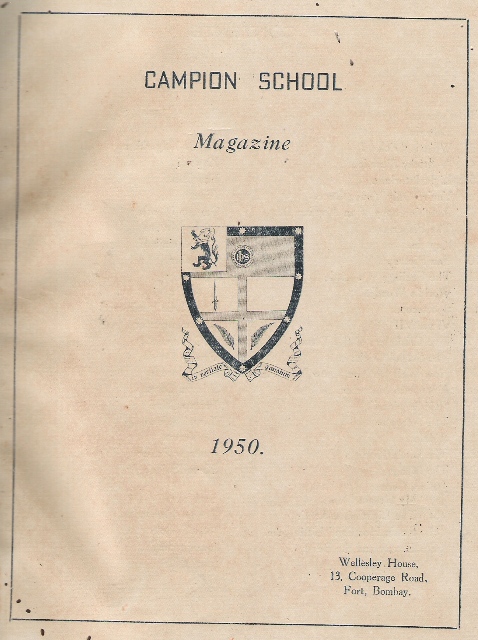 CAMPION SCHOOL
Magazine
1950.
Wellesley House,
13, Cooperage Road,
Fort, Bombay.